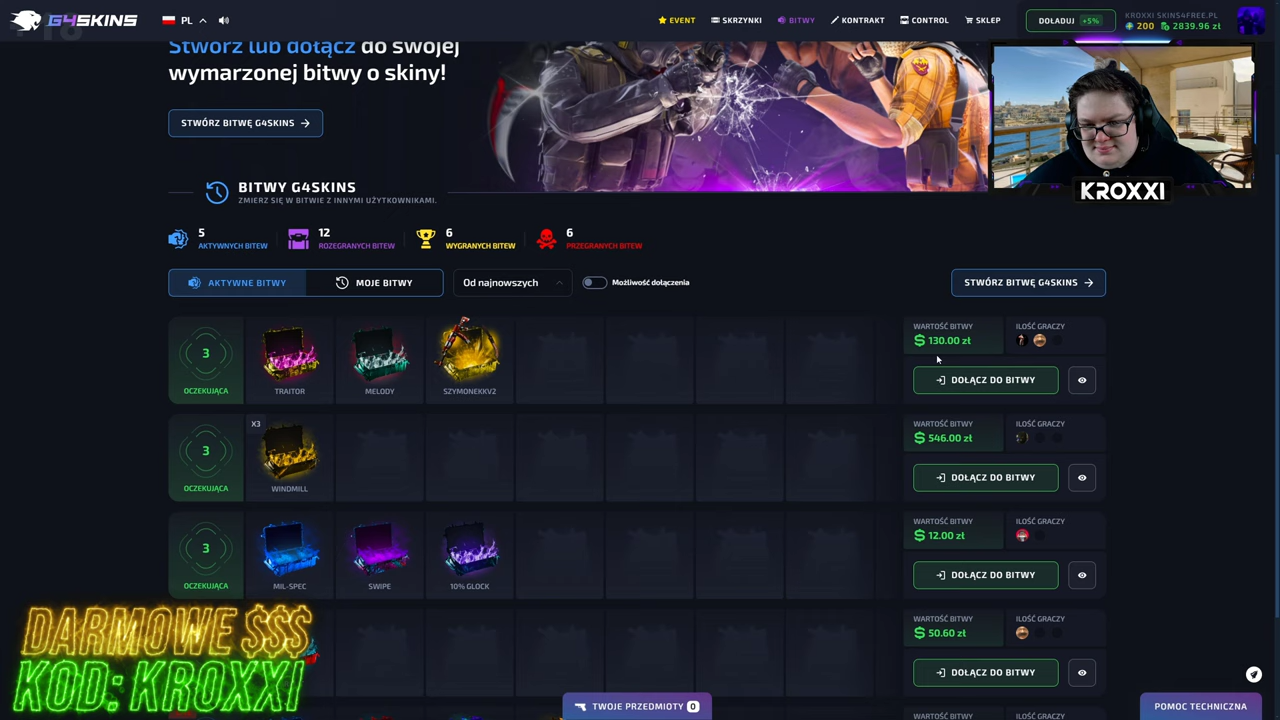 G4SKINS
PL
EVENT
SKRZYNKI
BITWY
KONTRAKT
CONTROL
SKLEP
DOŁADUJ +5%
KROXXI SKINS4FREE.PL
200 2839.96 zł
Stwórz lub dołącz do swojej
wymarzonej bitwy o skiny!
STWÓRZ BITWĘ G4SKINS
KROXXI
BITWY G4SKINS
ZMIERZ SIĘ W BITWIE Z INNYMI UŻYTKOWNIKAMI.
5
AKTYWNYCH BITEW
12
ROZEGRANYCH BITEW
6
WYGRANYCH BITEW
6
PRZEGRANYCH BITEW
AKTYWNE BITWY
MOJE BITWY
Od najnowszych
Możliwość dołączenia
STWÓRZ BITWĘ G4SKINS
3
OCZEKUJĄCA
TRAITOR
MELODY
SZYMONEKKV2
WARTOŚĆ BITWY
$ 130.00 zł
ILOŚĆ GRACZY
DOŁĄCZ DO BITWY
3
OCZEKUJĄCA
X3
WINDMILL
WARTOŚĆ BITWY
$ 546.00 zł
ILOŚĆ GRACZY
DOŁĄCZ DO BITWY
3
OCZEKUJĄCA
MIL-SPEC
SWIPE
10% GLOCK
WARTOŚĆ BITWY
$ 12.00 zł
ILOŚĆ GRACZY
DOŁĄCZ DO BITWY
WARTOŚĆ BITWY
$ 50.60 zł
ILOŚĆ GRACZY
DOŁĄCZ DO BITWY
DARMOWE $$$
KOD: KROXXI
TWOJE PRZEDMIOTY 0
POMOC TECHNICZNA